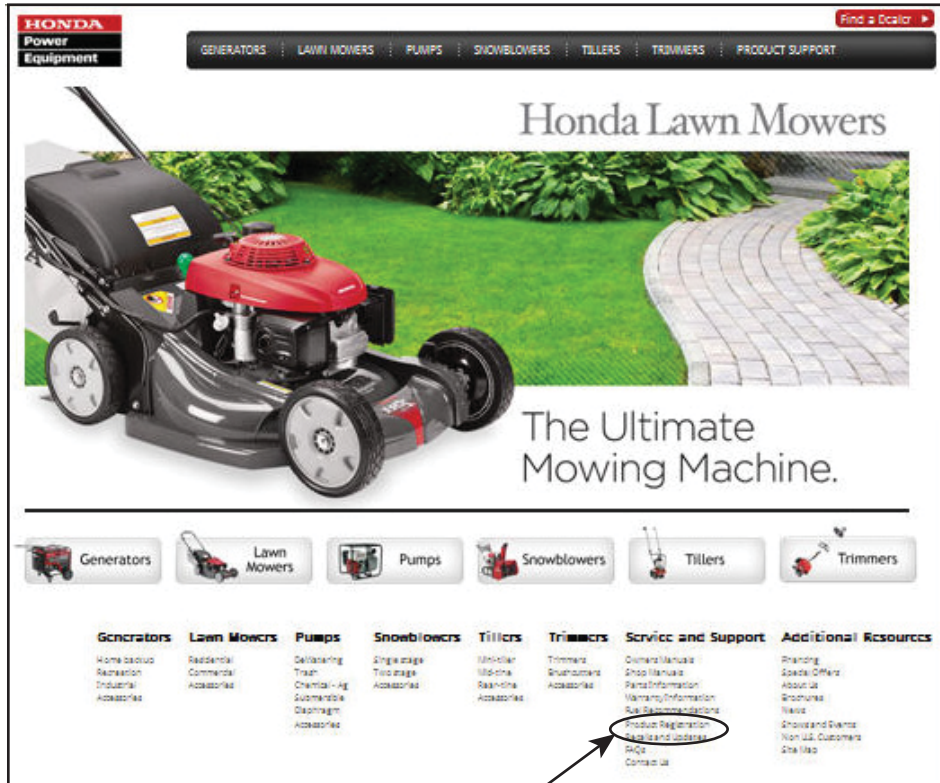 HONDA
Power
Equipment
Find a Dealer
GENERATORS LAWN MOWERS PUMPS SNOWBLOWERS TILLERS TRIMMERS PRODUCT SUPPORT
Honda Lawn Mowers
The Ultimate
Mowing Machine.
Generators
Lawn
Mowers
Pumps
Snowblowers
Tillers
Trimmers
Generators
Home backup
Recreation
Industrial
Accessories
Lawn Mowers
Residential
Commercial
Accessories
Pumps
DeWatering
Trash
Chemical - Ag
Submersible
Diaphragm
Accessories
Snowblowers
Single stage
Two stage
Accessories
Tillers
Mini-tiller
Mid-tine
Rear-tine
Accessories
Trimmers
Trimmers
Brushcutters
Accessories
Service and Support
Owners Manuals
Shop Manuals
Parts Information
Warranty Information
Fuel Recommendations
Product Registration
Recalls and Updates
FAQs
Contact Us
Additional Resources
Financing
Special Offers
About Us
Brochures
News
Shows and Events
Non U.S. Customers
Site Map